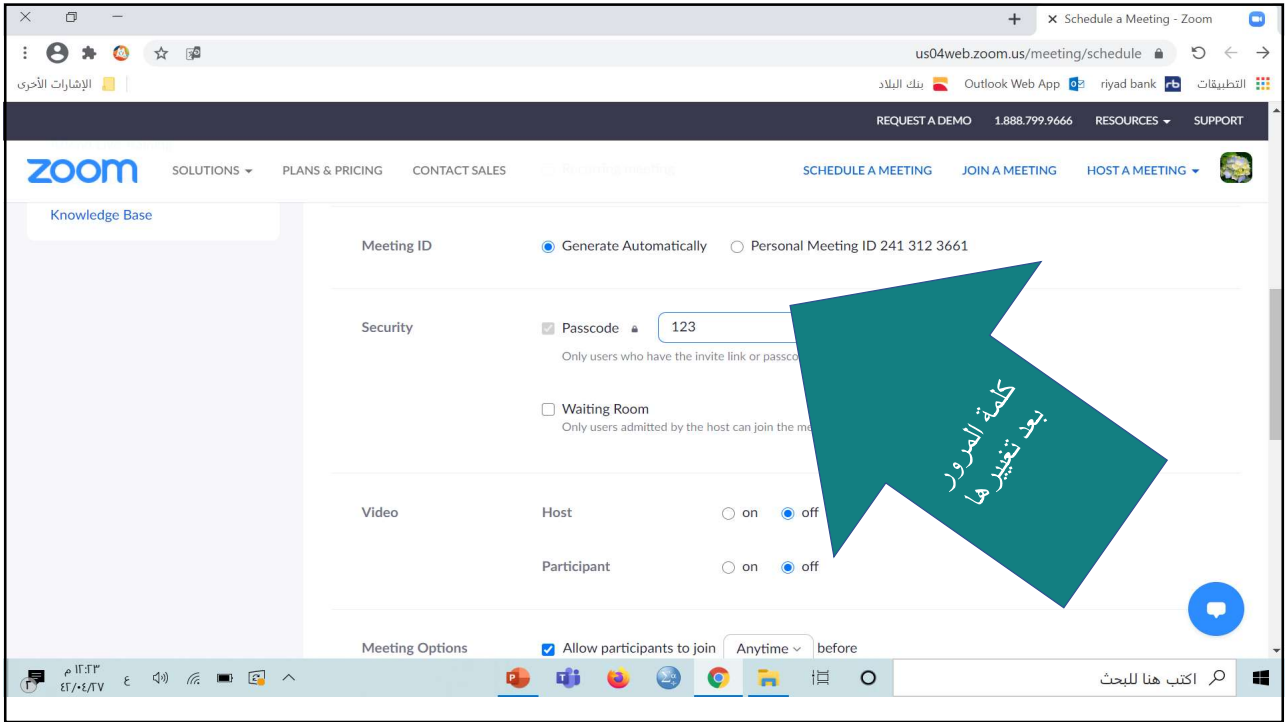 Schedule a Meeting - Zoom
us04web.zoom.us/meeting/schedule
التطبيقات
riyad bank
Outlook Web App
بنك البلاد
الإشارات الأخرى
REQUEST A DEMO 1.888.799.9666 RESOURCES SUPPORT
zoom SOLUTIONS PLANS & PRICING CONTACT SALES SCHEDULE A MEETING JOIN A MEETING HOST A MEETING
Knowledge Base
Meeting ID Generate Automatically Personal Meeting ID 241 312 3661
Security Passcode 123
Only users who have the invite link or
Waiting Room
Only users admitted by the host can join the
كلمة المرور
بعد تغيير ها
Video Host on off
Participant on off
Meeting Options Allow participants to join Anytime before
اكتب هنا للبحث
ع
١٢:٢٣ م
٤٢/٠٤/٢٧